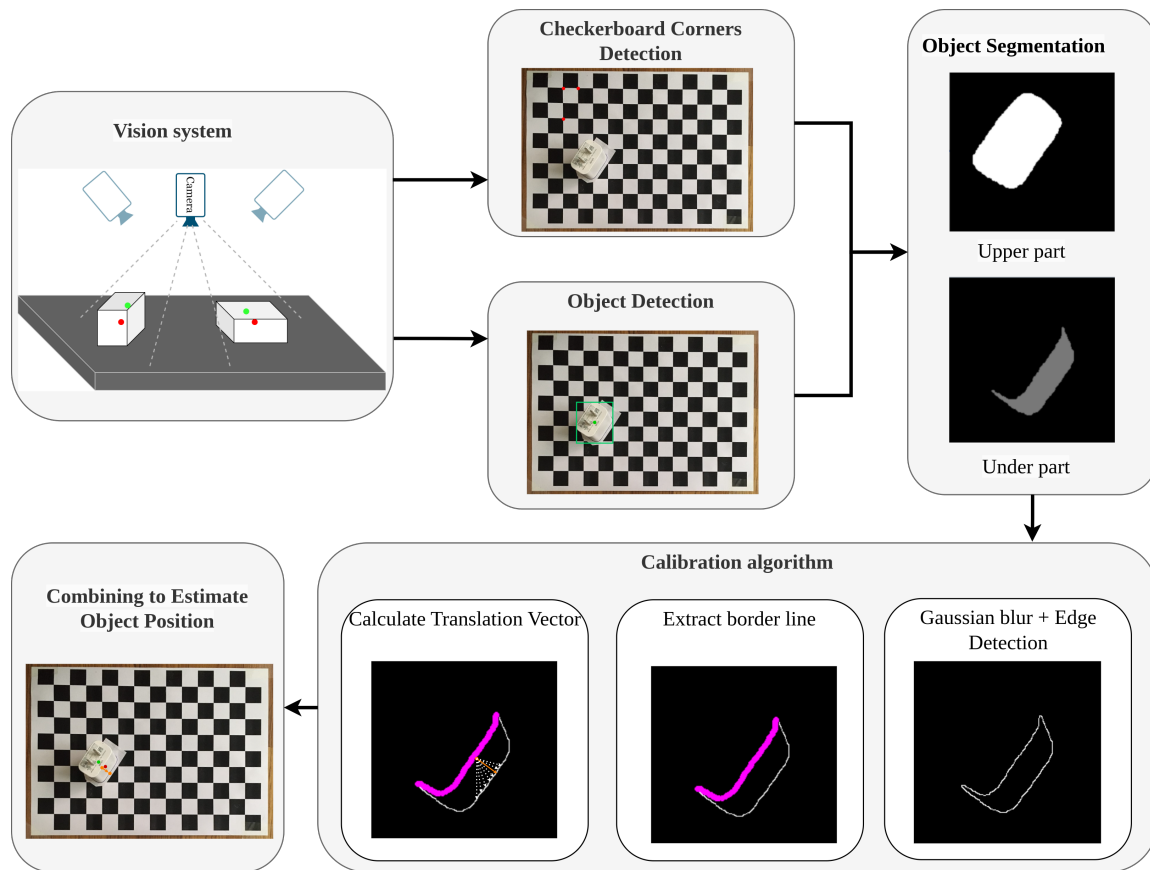 Vision system
Camera
Checkerboard Corners
Detection
Object Detection
Object Segmentation
Upper part
Under part
Calibration algorithm
Calculate Translation Vector
Extract border line
Gaussian blur + Edge
Detection
Combining to Estimate
Object Position